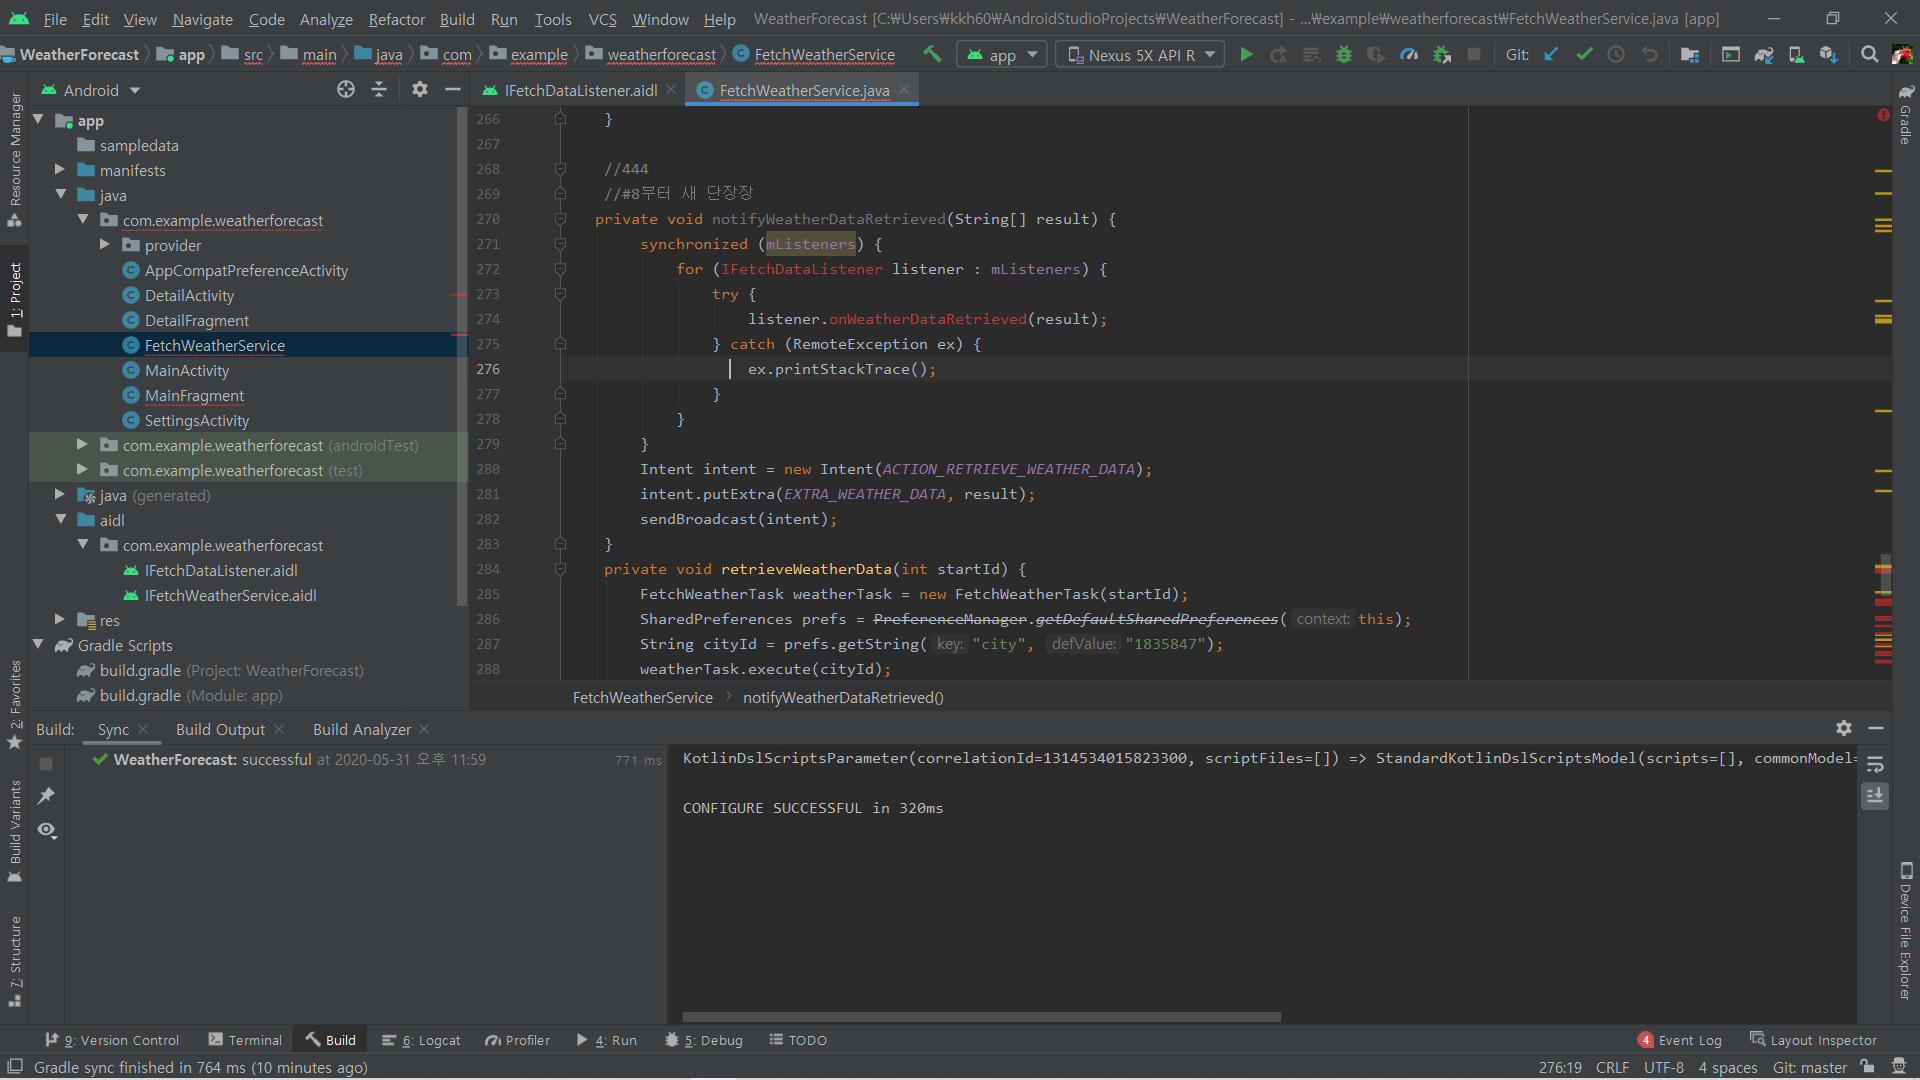 File Edit View Navigate Code Analyze Refactor Build Run Tools VCS Window Help WeatherForecast [C:₩Users₩kkh60₩AndroidStudioProjects₩WeatherForecast] - ...₩example₩weatherforecast₩FetchWeatherService.java [app]
WeatherForecast app src main java com example weatherforecast FetchWeatherService app Nexus 5X API R Git:
Android
IFetchDataListener.aidl FetchWeatherService.java
app
sampledata
manifests
java
com.example.weatherforecast
provider
AppCompatPreferenceActivity
DetailActivity
DetailFragment
FetchWeatherService
MainActivity
MainFragment
SettingsActivity
com.example.weatherforecast (androidTest)
com.example.weatherforecast (test)
java (generated)
aidl
com.example.weatherforecast
IFetchDataListener.aidl
IFetchWeatherService.aidl
res
Gradle Scripts
build.gradle (Project: WeatherForecast)
build.gradle (Module: app)
266 }
267
268 //444
269 //#8부터 새 단장장
270 private void notifyWeatherDataRetrieved(String[] result) {
271 synchronized (mListeners) {
272 for (IFetchDataListener listener : mListeners) {
273 try {
274 listener.onWeatherDataRetrieved(result);
275 } catch (RemoteException ex) {
276 ex.printStackTrace();
277 }
278 }
279 }
280 Intent intent = new Intent(ACTION_RETRIEVE_WEATHER_DATA);
281 intent.putExtra(EXTRA_WEATHER_DATA, result);
282 sendBroadcast(intent);
283 }
284 private void retrieveWeatherData(int startId) {
285 FetchWeatherTask weatherTask = new FetchWeatherTask(startId);
286 SharedPreferences prefs = PreferenceManager.getDefaultSharedPreferences( context: this);
287 String cityId = prefs.getString( key: "city", defValue: "1835847");
288 weatherTask.execute(cityId);
FetchWeatherService notifyWeatherDataRetrieved()
Resource Manager
1: Project
2: Favorites
Build Variants
7: Structure
Gradle
Device File Explorer
Build: Sync Build Output Build Analyzer
WeatherForecast: successful at 2020-05-31 오후 11:59 771 ms
KotlinDslScriptsParameter(correlationId=1314534015823300, scriptFiles=[]) => StandardKotlinDslScriptsModel(scripts=[], commonModel=
CONFIGURE SUCCESSFUL in 320ms
9: Version Control Terminal Build 6: Logcat Profiler 4: Run 5: Debug TODO 4 Event Log Layout Inspector
Gradle sync finished in 764 ms (10 minutes ago) 276:19 CRLF UTF-8 4 spaces Git: master